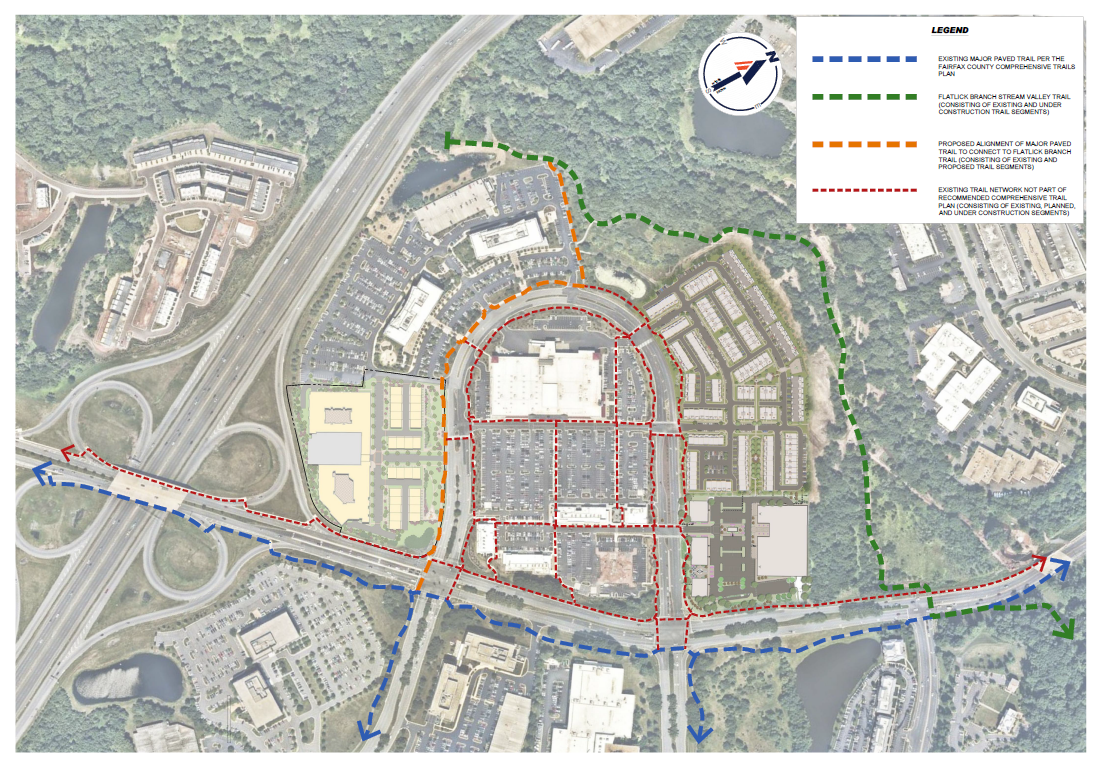 LEGEND
EXISTING MAJOR PAVED TRAIL PER THE
FAIRFAX COUNTY COMPREHENSIVE TRAILS
PLAN
FLATLICK BRANCH STREAM VALLEY TRAIL
(CONSISTING OF EXISTING AND UNDER
CONSTRUCTION TRAIL SEGMENTS)
PROPOSED ALIGNMENT OF MAJOR PAVED
TRAIL TO CONNECT TO FLATLICK BRANCH
TRAIL (CONSISTING OF EXISTING AND
PROPOSED TRAIL SEGMENTS)
EXISTING TRAIL NETWORK NOT PART OF
RECOMMENDED COMPREHENSIVE TRAIL
PLAN (CONSISTING OF EXISTING, PLANNED,
AND UNDER CONSTRUCTION SEGMENTS)
W
N
S
E